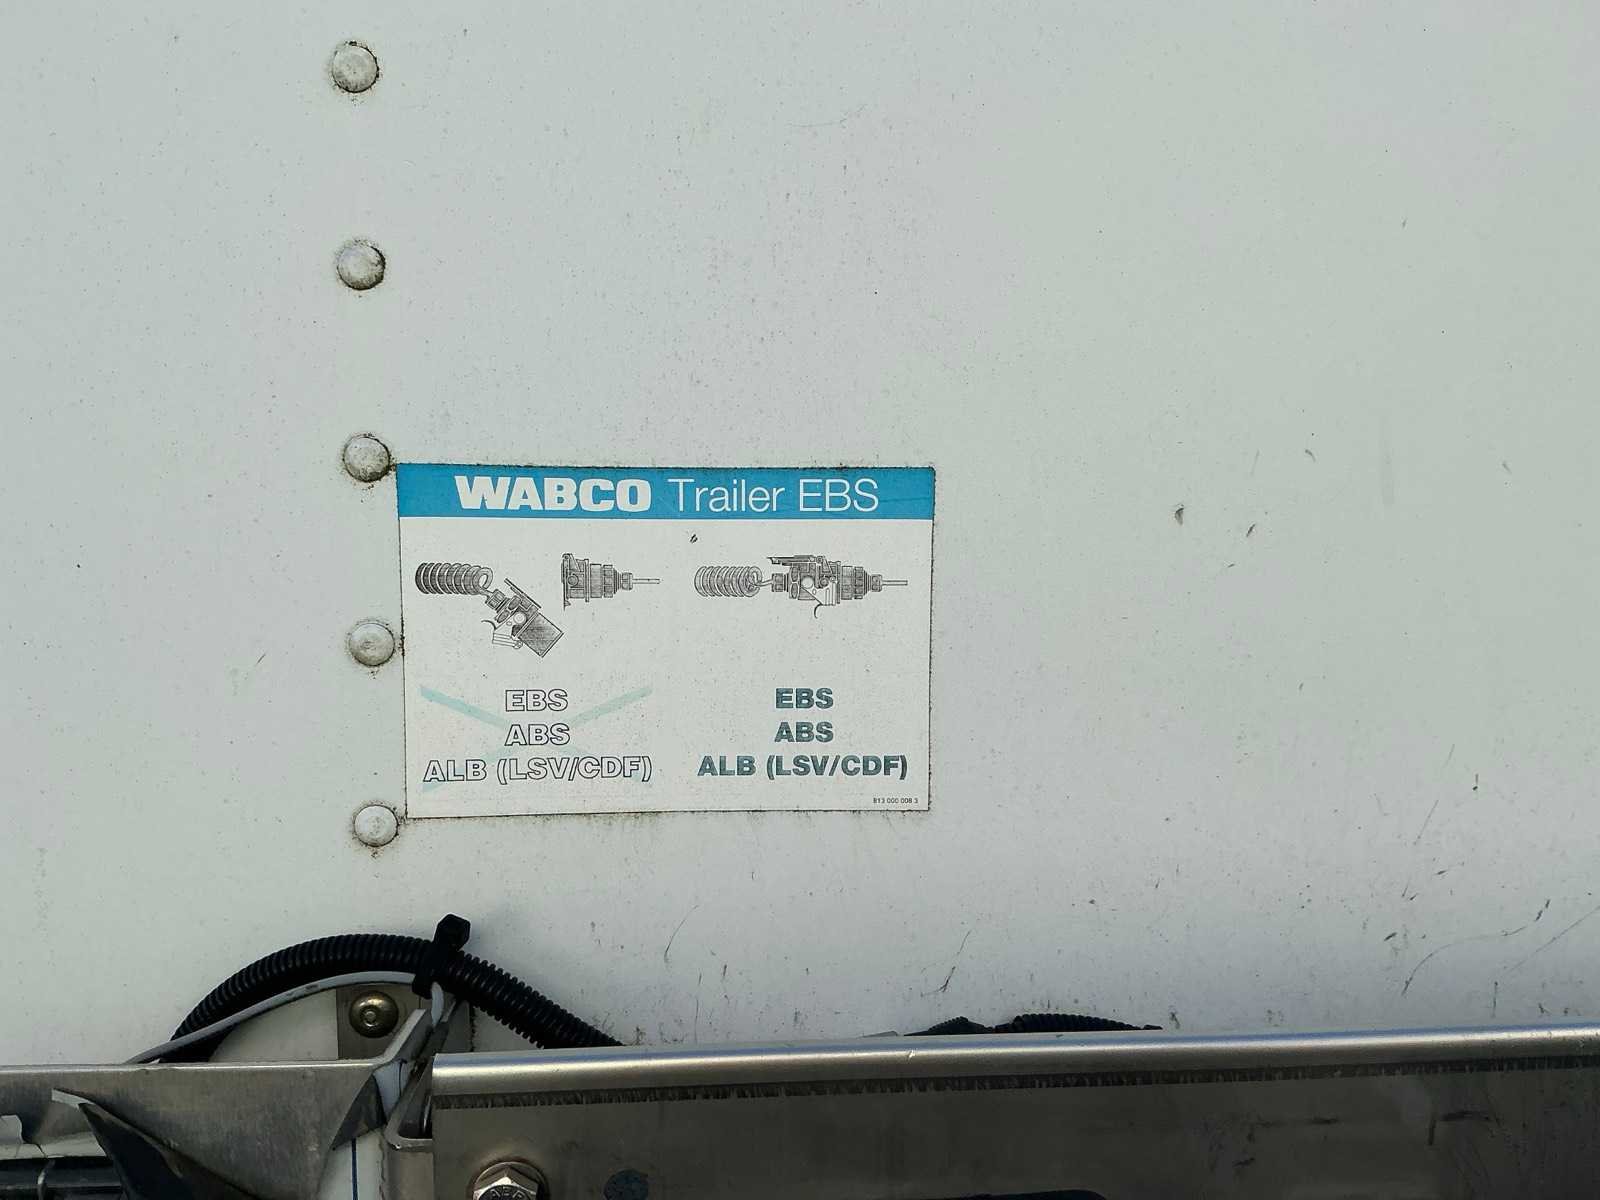 WABCO Trailer EBS
EBS
ABS
ALB (LSV/CDF)
EBS
ABS
ALB (LSV/CDF)
813 000 008 3